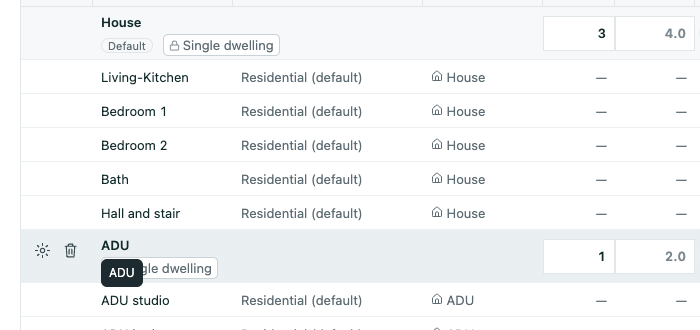 House
3 4.0
Default Single dwelling
Living-Kitchen Residential (default) House — —
Bedroom 1 Residential (default) House — —
Bedroom 2 Residential (default) House — —
Bath Residential (default) House — —
Hall and stair Residential (default) House — —
ADU
1 2.0
ADU gle dwelling
ADU studio Residential (default) ADU — —